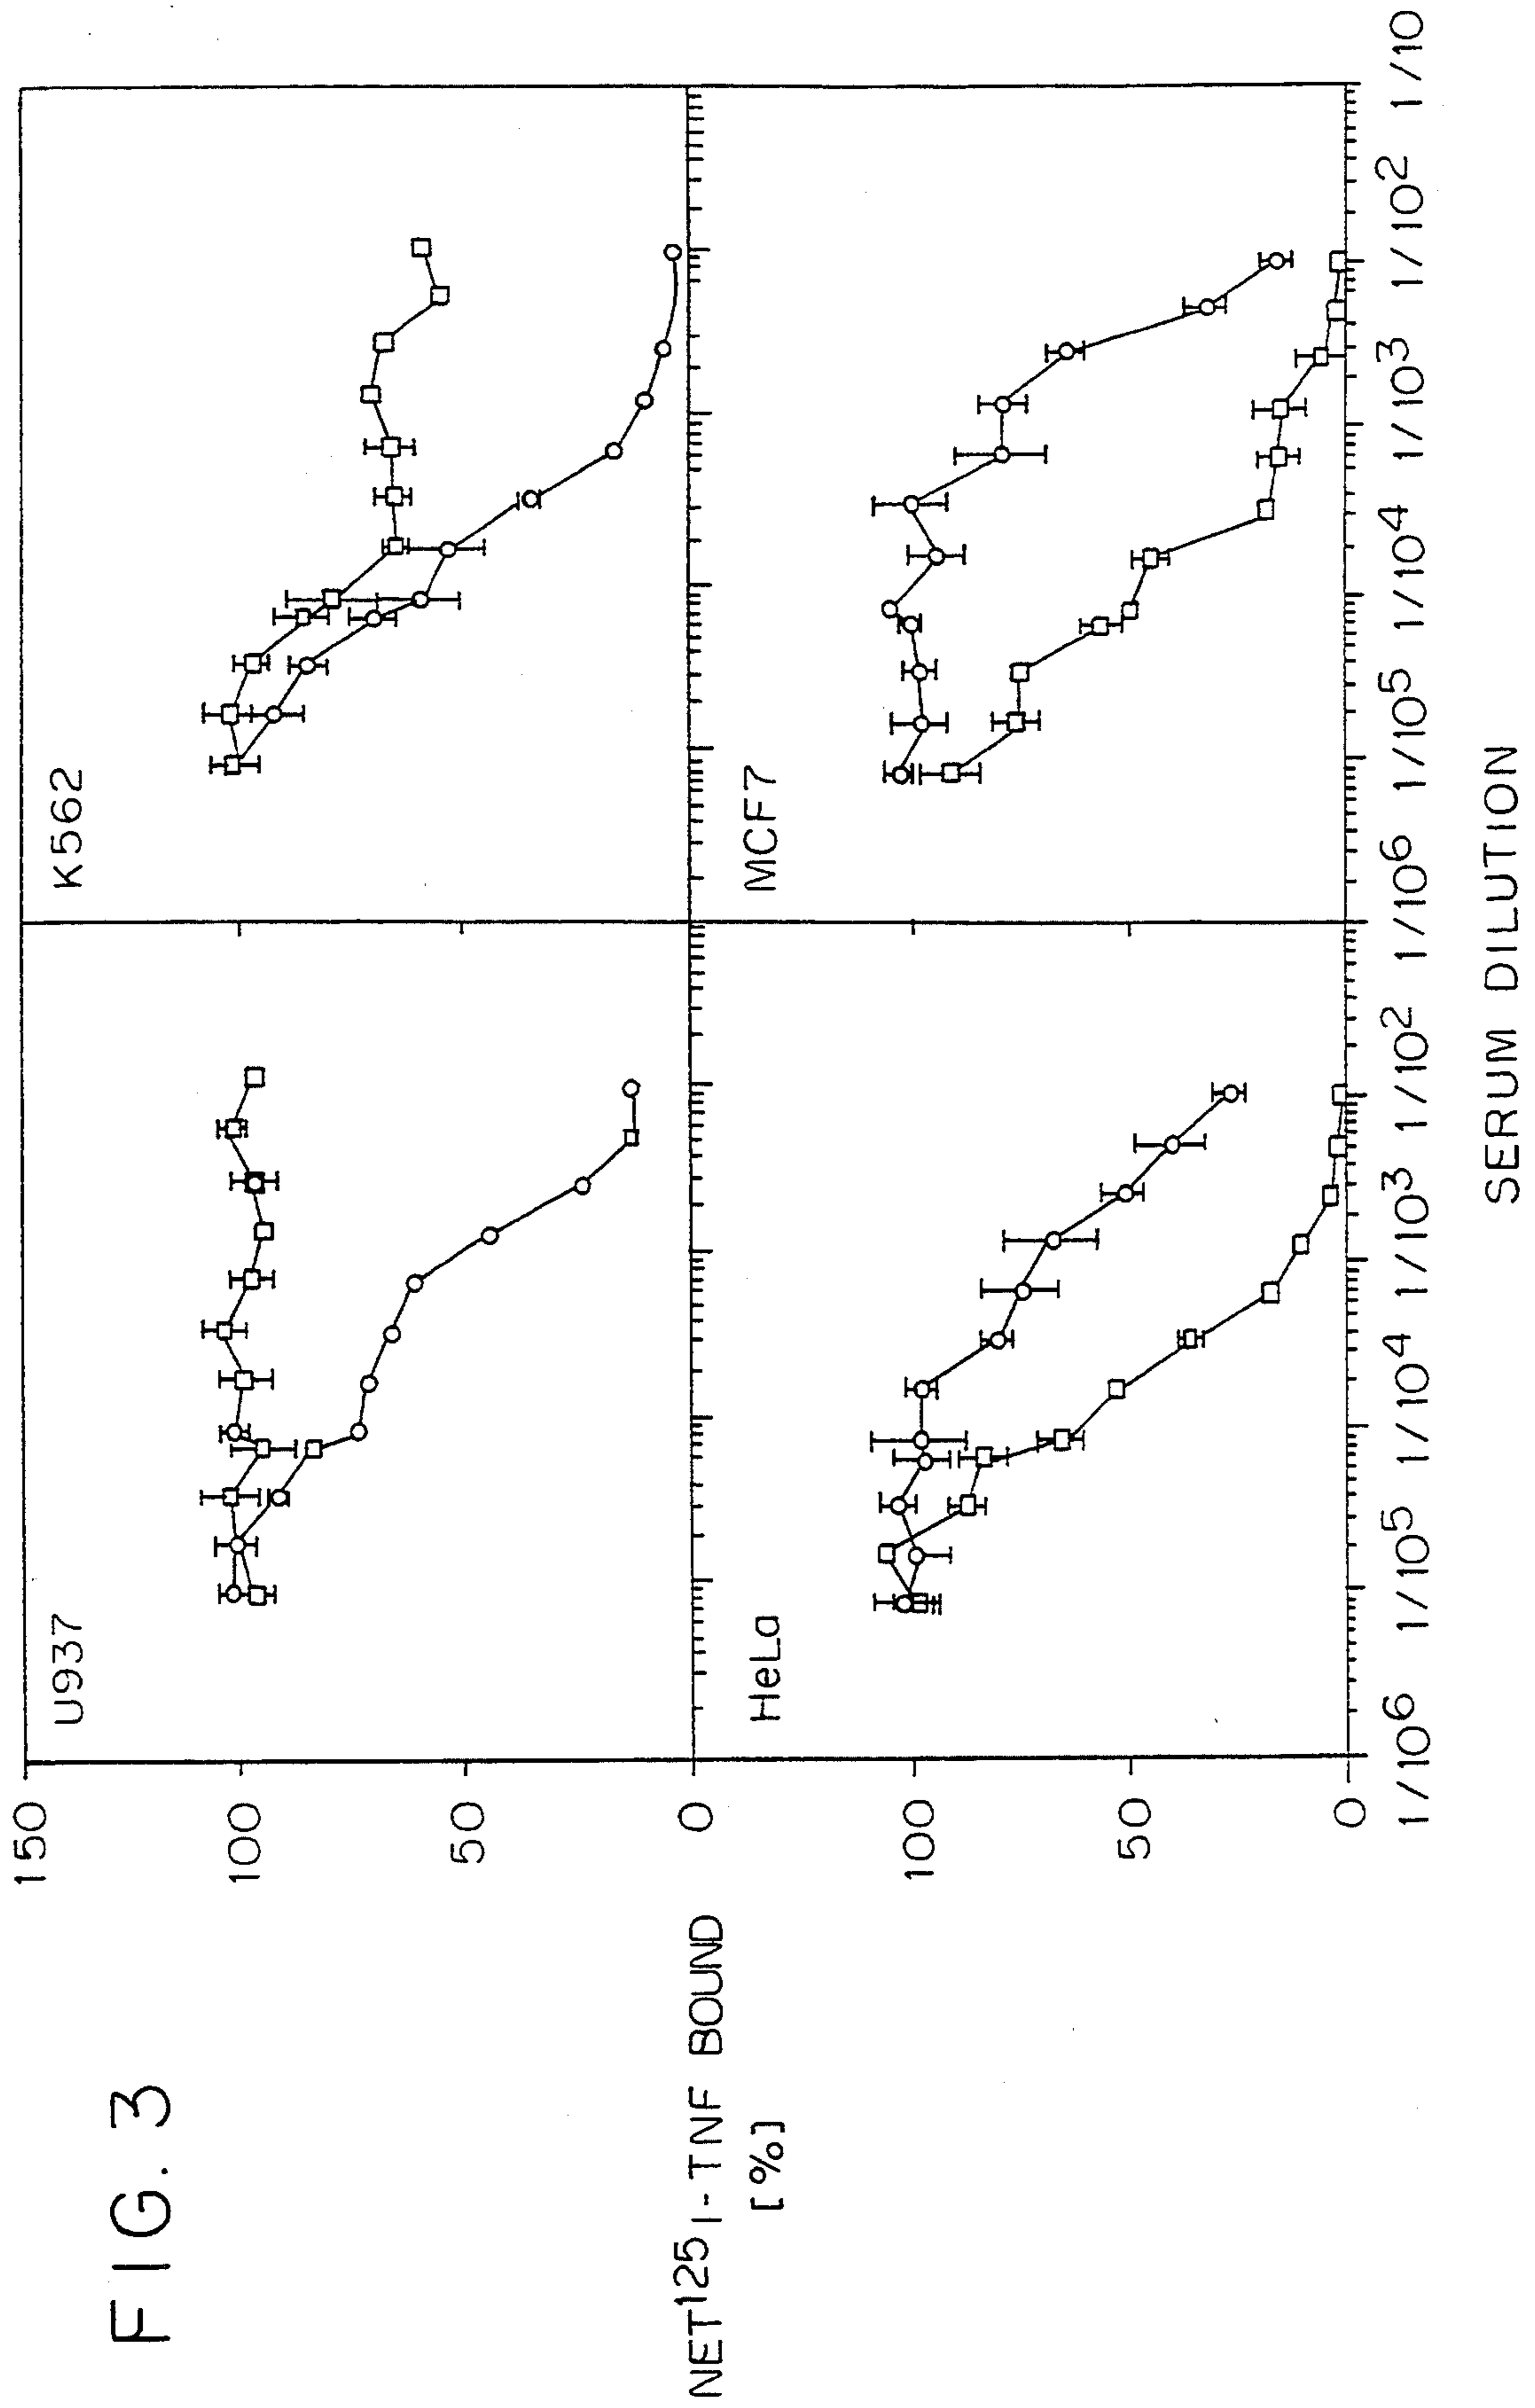 FIG. 3
NET 125I-TNF BOUND
[%]
150
100
50
0
U937
K562
100
50
0
HeLa
MCF7
1/10⁶
1/10⁵
1/10⁴
1/10³
1/10²
1/10⁶
1/10⁵
1/10⁴
1/10³
1/10²
1/10
SERUM DILUTION